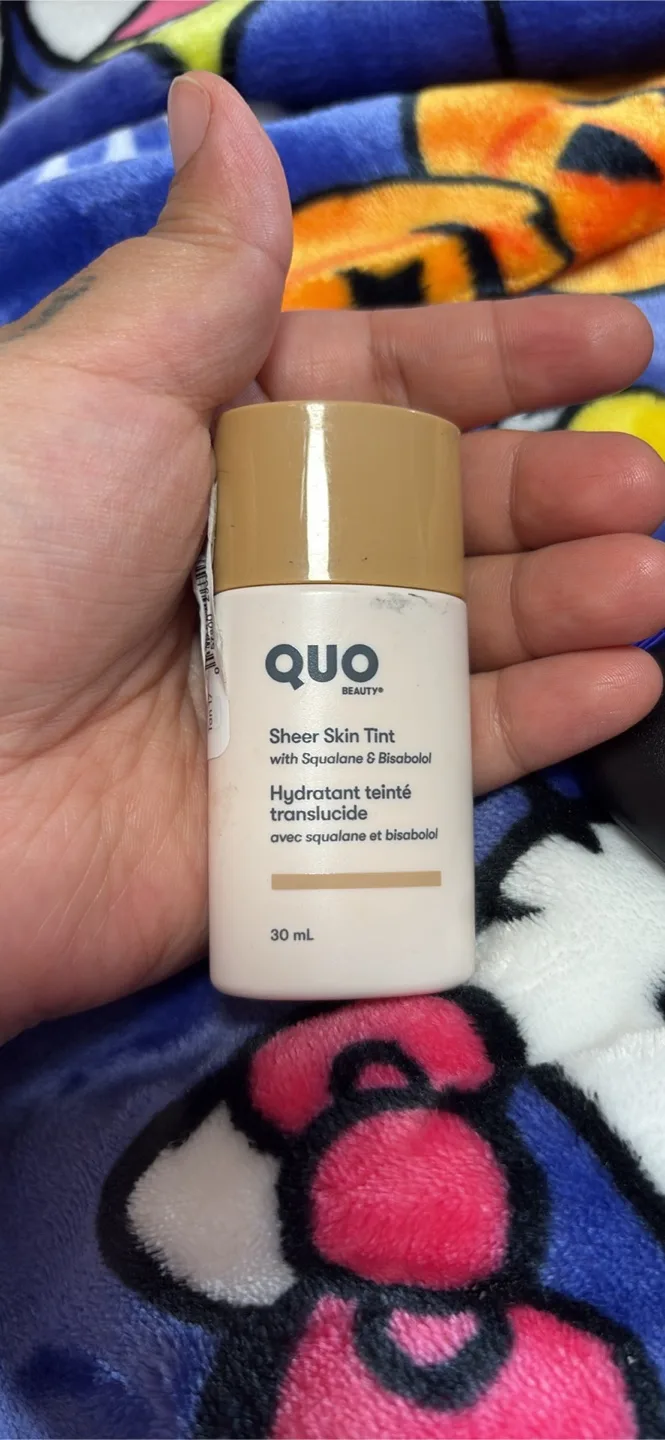 QUO
BEAUTY®
Sheer Skin Tint
with Squalane & Bisabolol
Hydratant teinté
translucide
avec squalane et bisabolol
30 mL